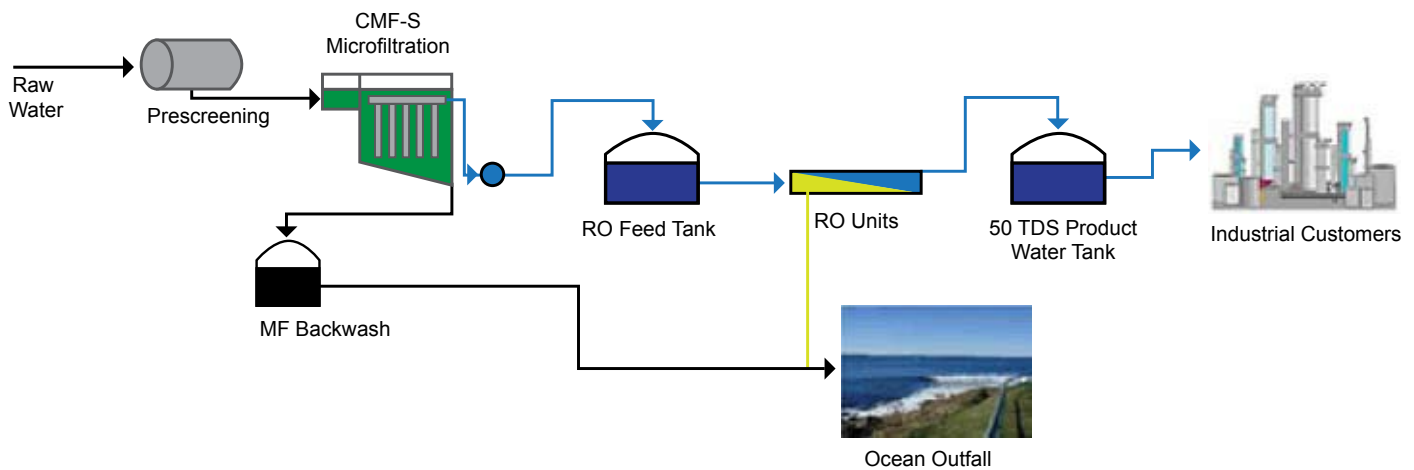 CMF-S
Microfiltration
Raw
Water
Prescreening
RO Feed Tank
RO Units
50 TDS Product
Water Tank
Industrial Customers
MF Backwash
Ocean Outfall